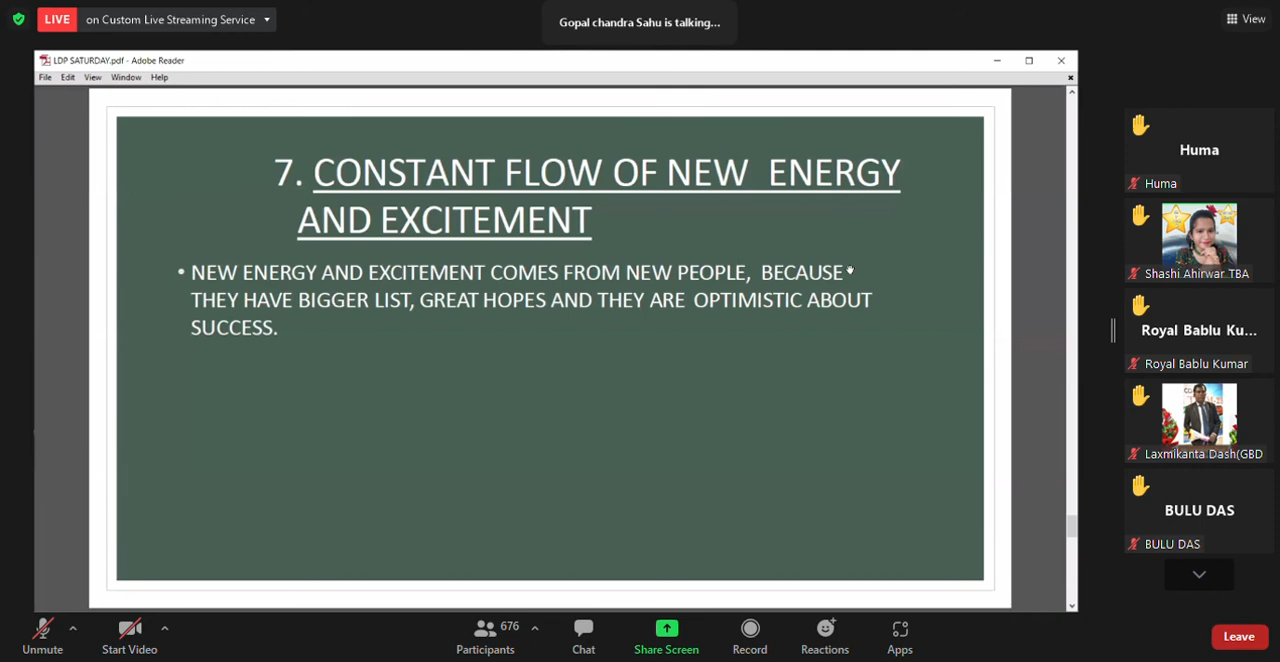 LIVE on Custom Live Streaming Service
Gopal chandra Sahu is talking...
View
LDP SATURDAY.pdf - Adobe Reader
File Edit View Window Help
7. CONSTANT FLOW OF NEW ENERGY
AND EXCITEMENT
• NEW ENERGY AND EXCITEMENT COMES FROM NEW PEOPLE, BECAUSE
THEY HAVE BIGGER LIST, GREAT HOPES AND THEY ARE OPTIMISTIC ABOUT
SUCCESS.
Huma
Huma
Shashi Ahirwar TBA
Royal Bablu Ku...
Royal Bablu Kumar
Laxmikanta Dash(GBD
BULU DAS
BULU DAS
Unmute
Start Video
676
Participants
Chat
Share Screen
Record
Reactions
Apps
Leave